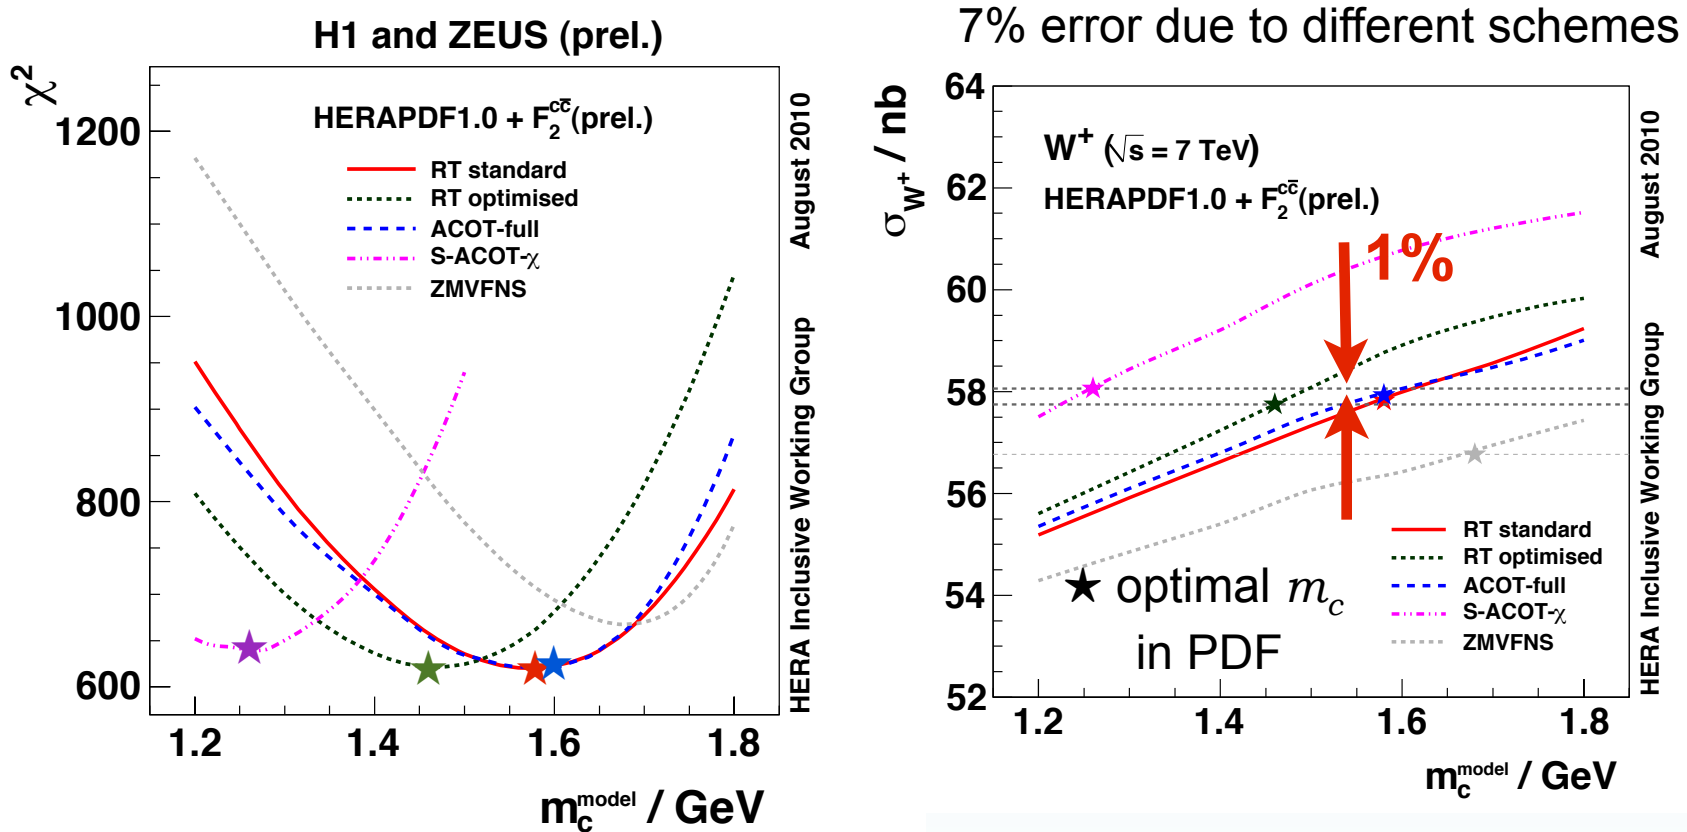 H1 and ZEUS (prel.)
χ²
HERAPDF1.0 + F₂^cc̄(prel.)
RT standard
RT optimised
ACOT-full
S-ACOT-χ
ZMVFNS
1200
1000
800
600
1.2 1.4 1.6 1.8
m_c^model / GeV
HERA Inclusive Working Group August 2010
7% error due to different schemes
σ_W⁺ / nb
W⁺ (√s = 7 TeV)
HERAPDF1.0 + F₂^cc̄(prel.)
1%
64
62
60
58
56
54
52
RT standard
RT optimised
ACOT-full
S-ACOT-χ
ZMVFNS
★ optimal m_c
in PDF
1.2 1.4 1.6 1.8
m_c^model / GeV
HERA Inclusive Working Group August 2010